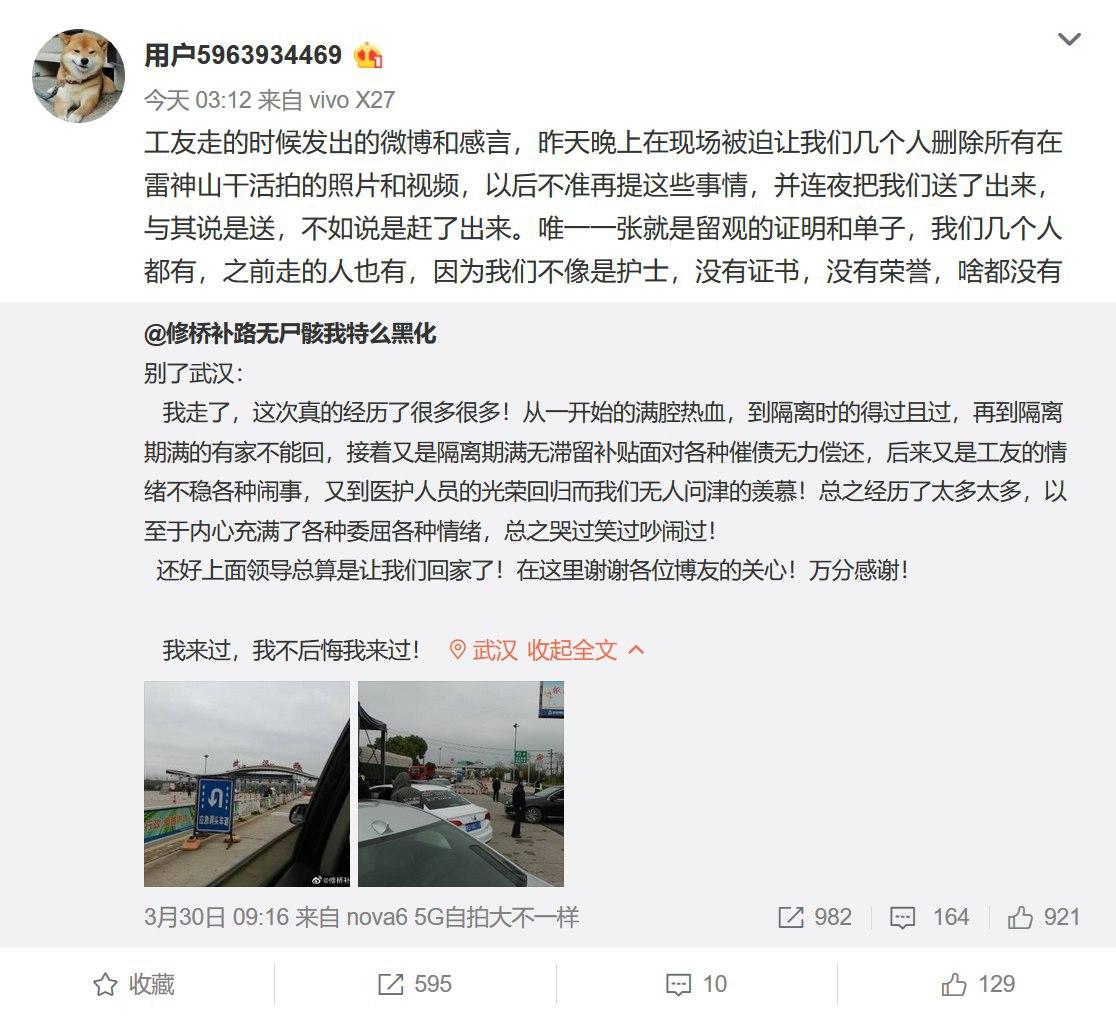 用户5963934469
今天 03:12 来自 vivo X27
工友走的时候发出的微博和感言，昨天晚上在现场被迫让我们几个人删除所有在
雷神山干活拍的照片和视频，以后不准再提这些事情，并连夜把我们送了出来，
与其说是送，不如说是赶了出来。唯一一张就是留观的证明和单子，我们几个人
都有，之前走的人也有，因为我们不像是护士，没有证书，没有荣誉，啥都没有
@修桥补路无尸骸我特么黑化
别了武汉：
我走了，这次真的经历了很多很多！从一开始的满腔热血，到隔离时的得过且过，再到隔离
期满的有家不能回，接着又是隔离期满无滞留补贴面对各种催债无力偿还，后来又是工友的情
绪不稳各种闹事，又到医护人员的光荣回归而我们无人问津的羡慕！总之经历了太多太多，以
至于内心充满了各种委屈各种情绪，总之哭过笑过吵闹过！
还好上面领导总算是让我们回家了！在这里谢谢各位博友的关心！万分感谢！
我来过，我不后悔我来过！ 武汉 收起全文
武汉西
应急调头车道
@修桥补
3月30日 09:16 来自 nova6 5G自拍大不一样 982 164 921
收藏 595 10 129